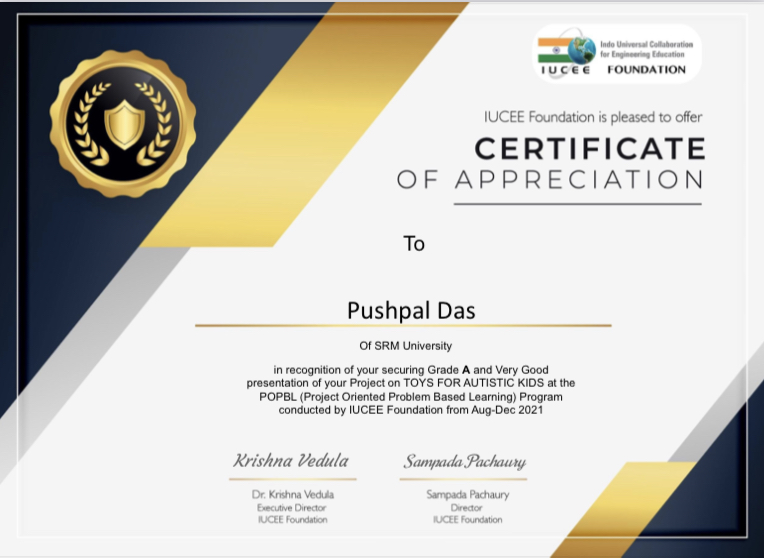 Indo Universal Collaboration
for Engineering Education
IUCEE FOUNDATION
IUCEE Foundation is pleased to offer
CERTIFICATE
OF APPRECIATION
To
Pushpal Das
Of SRM University
in recognition of your securing Grade A and Very Good
presentation of your Project on TOYS FOR AUTISTIC KIDS at the
POPBL (Project Oriented Problem Based Learning) Program
conducted by IUCEE Foundation from Aug-Dec 2021
Krishna Vedula
Dr. Krishna Vedula
Executive Director
IUCEE Foundation
Sampada Pachaury
Sampada Pachaury
Director
IUCEE Foundation